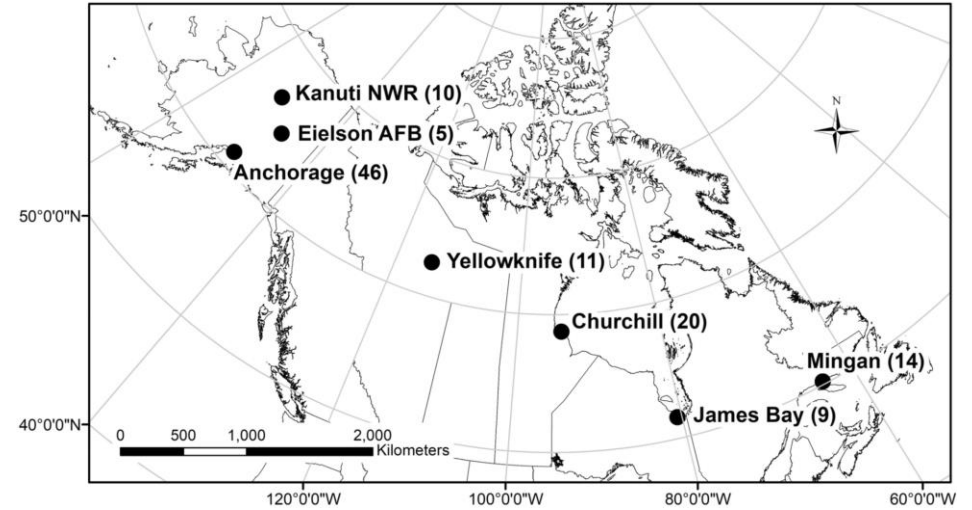 N
Kanuti NWR (10)
Eielson AFB (5)
Anchorage (46)
50°0'0"N
Yellowknife (11)
Churchill (20)
Mingan (14)
James Bay (9)
40°0'0"N
0 500 1,000 2,000
Kilometers
120°0'0"W 100°0'0"W 80°0'0"W 60°0'0"W